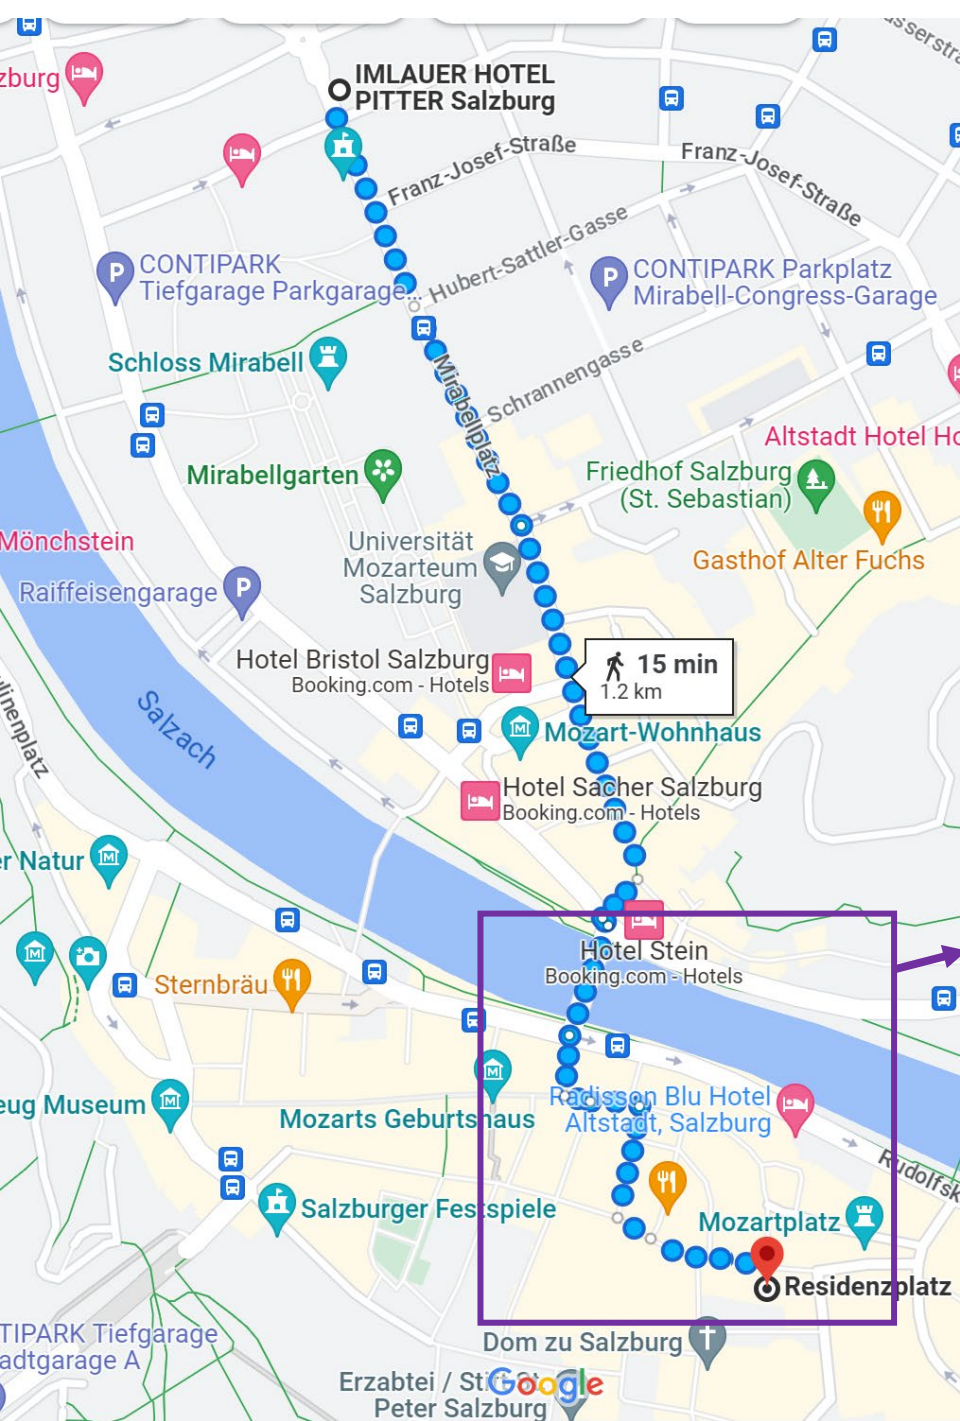 zburg
IMLAUER HOTEL
PITTER Salzburg
Franz-Josef-Straße
Franz-Josef-Straße
Hubert-Sattler-Gasse
CONTIPARK
Tiefgarage Parkgarage...
CONTIPARK Parkplatz
Mirabell-Congress-Garage
Schloss Mirabell
Mirabellplatz
Schrannengasse
Altstadt Hotel Ho
Mirabellgarten
Friedhof Salzburg
(St. Sebastian)
Mönchstein
Universität
Mozarteum
Salzburg
Gasthof Alter Fuchs
Raiffeisengarage
Hotel Bristol Salzburg
Booking.com - Hotels
15 min
1.2 km
Salzach
Mozart-Wohnhaus
ulinenplatz
Hotel Sacher Salzburg
Booking.com - Hotels
er Natur
Hotel Stein
Booking.com - Hotels
Sternbräu
Radisson Blu Hotel
Altstadt, Salzburg
eug Museum
Mozarts Geburtshaus
Rudolfsk
Salzburger Festspiele
Mozartplatz
Residenzplatz
TIPARK Tiefgarage
adtgarage A
Dom zu Salzburg
Google
Erzabtei / Stift St.
Peter Salzburg